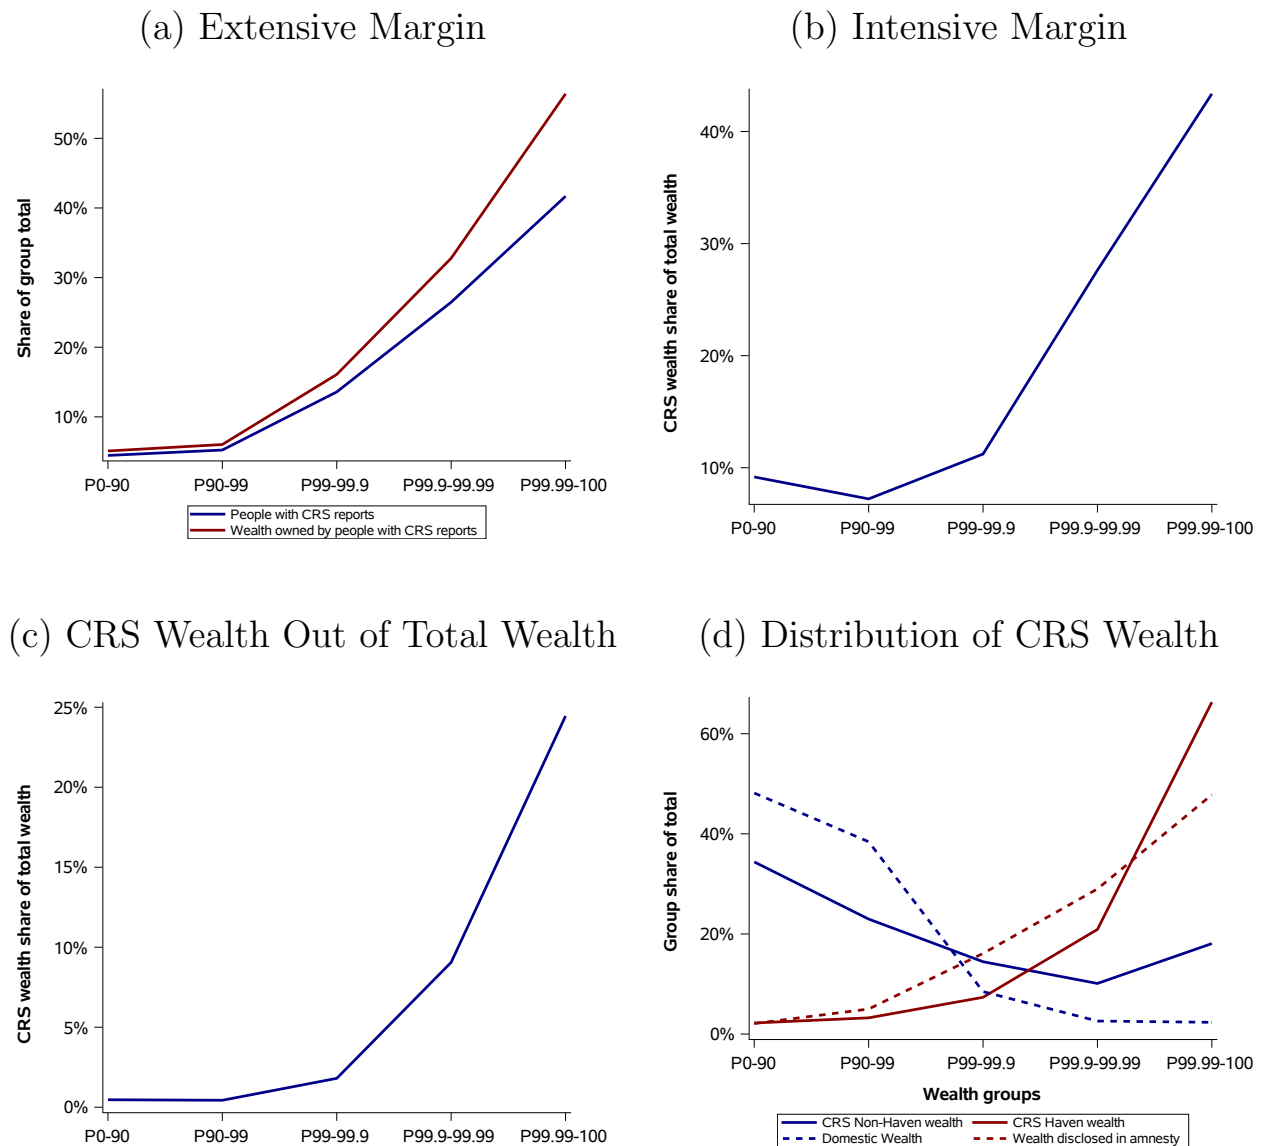 (a) Extensive Margin
Share of group total
50%
40%
30%
20%
10%
P0-90 P90-99 P99-99.9 P99.9-99.99 P99.99-100
People with CRS reports
Wealth owned by people with CRS reports
(b) Intensive Margin
CRS wealth share of total wealth
40%
30%
20%
10%
P0-90 P90-99 P99-99.9 P99.9-99.99 P99.99-100
(c) CRS Wealth Out of Total Wealth
CRS wealth share of total wealth
25%
20%
15%
10%
5%
0%
P0-90 P90-99 P99-99.9 P99.9-99.99 P99.99-100
(d) Distribution of CRS Wealth
Group share of total
60%
40%
20%
0%
P0-90 P90-99 P99-99.9 P99.9-99.99 P99.99-100
Wealth groups
CRS Non-Haven wealth CRS Haven wealth
Domestic Wealth Wealth disclosed in amnesty